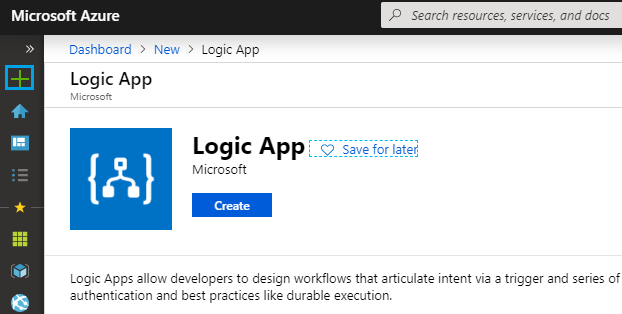 Microsoft Azure
Search resources, services, and docs
Dashboard > New > Logic App
Logic App
Microsoft
Logic App
Save for later
Microsoft
Create
Logic Apps allow developers to design workflows that articulate intent via a trigger and series of
authentication and best practices like durable execution.